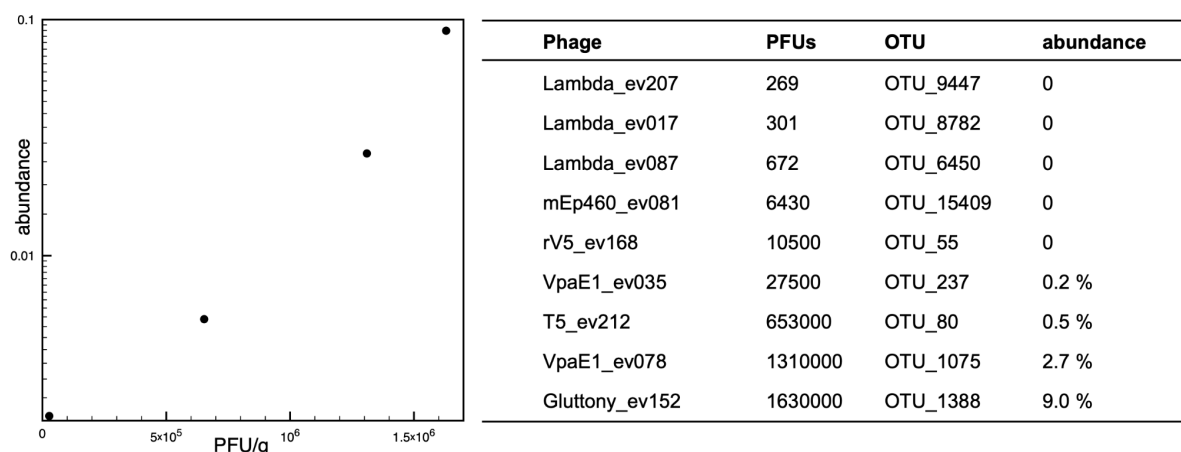 0.1
abundance
0.01
0
5×10⁵
10⁶
1.5×10⁶
PFU/g
Phage PFUs OTU abundance
Lambda_ev207 269 OTU_9447 0
Lambda_ev017 301 OTU_8782 0
Lambda_ev087 672 OTU_6450 0
mEp460_ev081 6430 OTU_15409 0
rV5_ev168 10500 OTU_55 0
VpaE1_ev035 27500 OTU_237 0.2 %
T5_ev212 653000 OTU_80 0.5 %
VpaE1_ev078 1310000 OTU_1075 2.7 %
Gluttony_ev152 1630000 OTU_1388 9.0 %